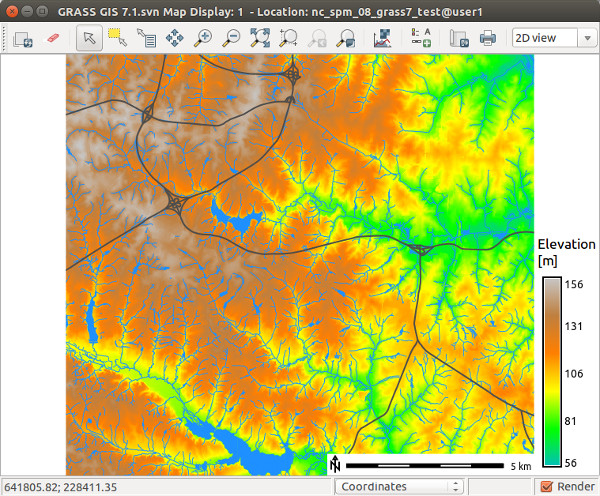 GRASS GIS 7.1.svn Map Display: 1 - Location: nc_spm_08_grass7_test@user1
2D view
Elevation
[m]
156
131
106
81
56
N
5 km
641805.82; 228411.35
Coordinates
Render